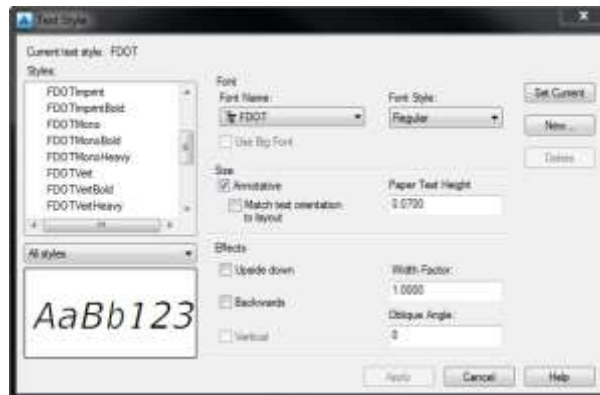 Text Style
Current text style: FDOT
Styles:
FDOTImpent
FDOTImpentBold
FDOTMono
FDOTMonoBold
FDOTMonoHeavy
FDOTVert
FDOTVertBold
FDOTVertHeavy
All styles
AaBb123
Font
Font Name:
FDOT
Use Big Font
Font Style:
Regular
Size
Annotative
Match text orientation
to layout
Paper Text Height
0.0700
Effects
Upside down
Backwards
Vertical
Width Factor:
1.0000
Oblique Angle:
0
Set Current
New...
Delete
Apply
Cancel
Help